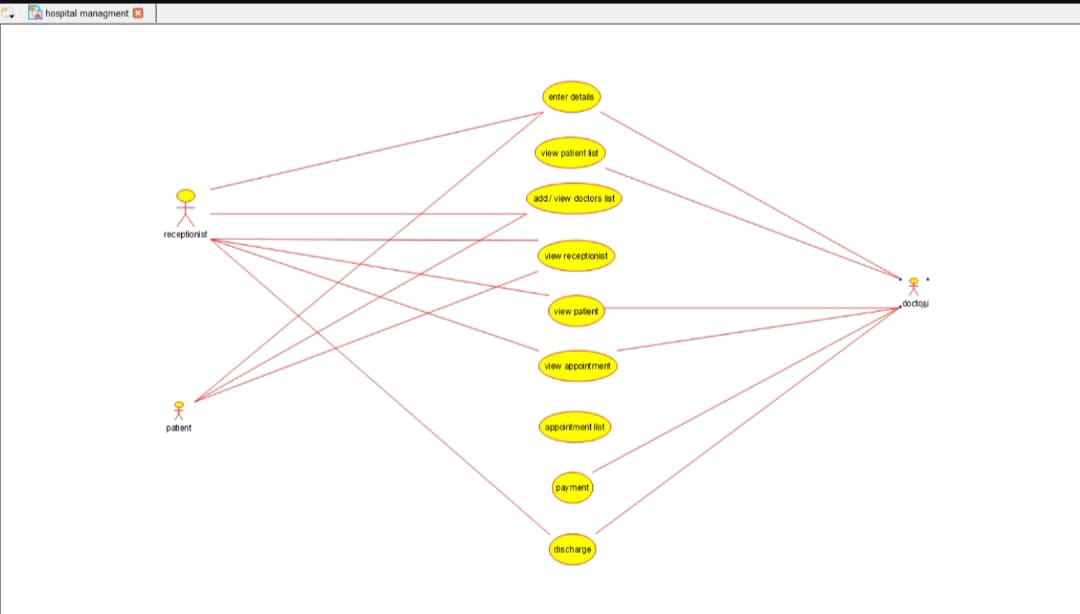 hospital managment
enter details
view patient list
add / view doctors list
receptionist
view receptionist
view patient
doctors
view appointment
patient
appointment list
payment
discharge